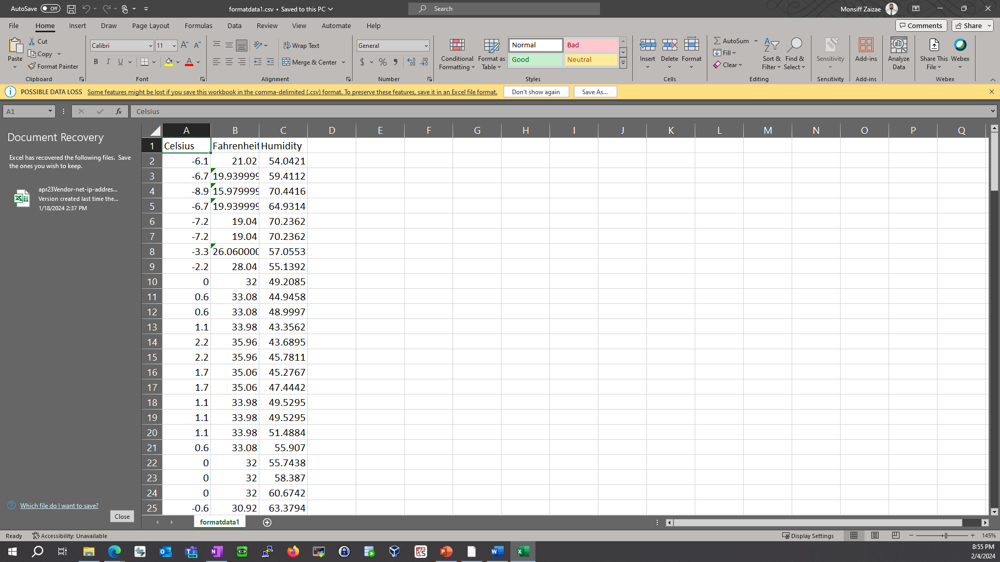 AutoSave Off formatdata1.csv • Saved to this PC Search Monsiff Zaizae
File Home Insert Draw Page Layout Formulas Data Review View Automate Help Comments Share
Paste Cut Copy Format Painter Clipboard
Calibri 11 B I U A Font
Wrap Text Merge & Center Alignment
General $ % Number
Conditional Formatting Format as Table Normal Bad Good Neutral Styles
Insert Delete Format Cells
AutoSum Fill Clear Sort & Filter Find & Select Editing
Sensitivity Sensitivity
Add-ins Add-ins
Analyze Data
Share This File Webex Webex
POSSIBLE DATA LOSS Some features might be lost if you save this workbook in the comma-delimited (.csv) format. To preserve these features, save it in an Excel file format. Don't show again Save As...
A1 fx Celsius
Document Recovery
Excel has recovered the following files. Save
the ones you wish to keep.
apr23Vendor-net-ip-addres...
Version created last time the...
1/18/2024 2:37 PM
Which file do I want to save?
Close
A B C D E F G H I J K L M N O P Q
1 Celsius Fahrenheit Humidity
2 -6.1 21.02 54.0421
3 -6.7 19.939999 59.4112
4 -8.9 15.979999 70.4416
5 -6.7 19.939999 64.9314
6 -7.2 19.04 70.2362
7 -7.2 19.04 70.2362
8 -3.3 26.060000 57.0553
9 -2.2 28.04 55.1392
10 0 32 49.2085
11 0.6 33.08 44.9458
12 0.6 33.08 48.9997
13 1.1 33.98 43.3562
14 2.2 35.96 43.6895
15 2.2 35.96 45.7811
16 1.7 35.06 45.2767
17 1.7 35.06 47.4442
18 1.1 33.98 49.5295
19 1.1 33.98 49.5295
20 1.1 33.98 51.4884
21 0.6 33.08 55.907
22 0 32 55.7438
23 0 32 58.387
24 0 32 60.6742
25 -0.6 30.92 63.3794
formatdata1
Ready Accessibility: Unavailable Display Settings 145%
8:55 PM
2/4/2024